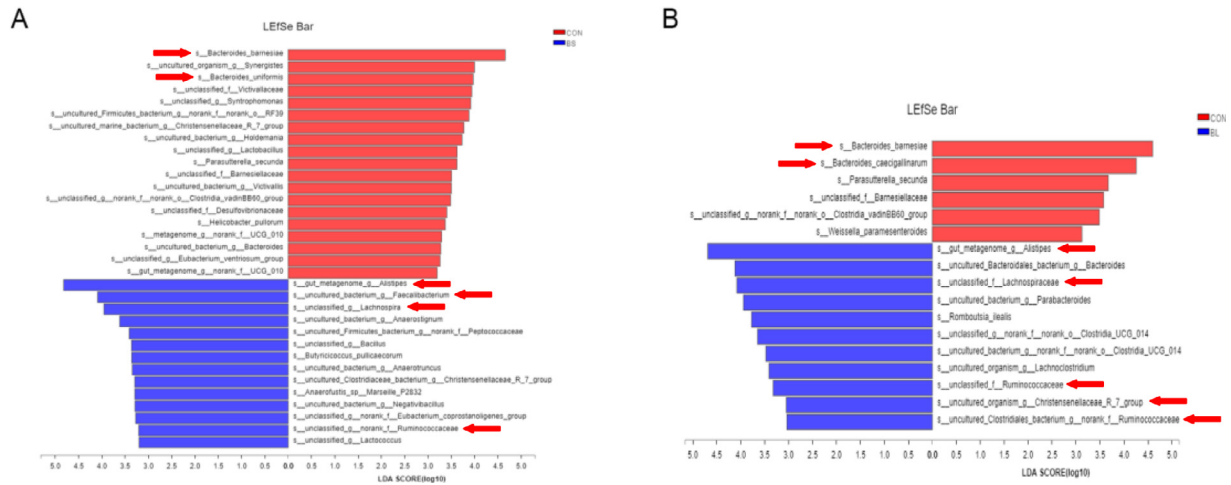 A
LEfSe Bar
CON
BS
s__Bacteroides_barnesiae
s__uncultured_organism_g__Synergistes
s__Bacteroides_uniformis
s__unclassified_f__Victivallaceae
s__unclassified_g__Syntrophomonas
s__uncultured_Firmicutes_bacterium_g__norank_f__norank_o__RF39
s__uncultured_marine_bacterium_g__Christensenellaceae_R_7_group
s__uncultured_bacterium_g__Holdemania
s__unclassified_g__Lactobacillus
s__Parasutterella_secunda
s__unclassified_f__Barnesiellaceae
s__uncultured_bacterium_g__Victivallis
s__unclassified_g__norank_f__norank_o__Clostridia_vadinBB60_group
s__unclassified_f__Desulfovibrionaceae
s__Helicobacter_pullorum
s__metagenome_g__norank_f__UCG_010
s__uncultured_bacterium_g__Bacteroides
s__unclassified_g__Eubacterium_ventriosum_group
s__gut_metagenome_g__norank_f__UCG_010
s__gut_metagenome_g__Alistipes
s__uncultured_bacterium_g__Faecalibacterium
s__unclassified_g__Lachnospira
s__uncultured_bacterium_g__Anaerostignum
s__uncultured_Firmicutes_bacterium_g__norank_f__Peptococcaceae
s__unclassified_g__Bacillus
s__Butyricicoccus_pullicaecorum
s__uncultured_bacterium_g__Anaerotruncus
s__uncultured_Clostridiaceae_bacterium_g__Christensenellaceae_R_7_group
s__Anaerofustis_sp__Marseille_P2832
s__uncultured_bacterium_g__Negativibacillus
s__unclassified_g__norank_f__Eubacterium_coprostanoligenes_group
s__unclassified_g__norank_f__Ruminococcaceae
s__unclassified_g__Lactococcus
5.0 4.5 4.0 3.5 3.0 2.5 2.0 1.5 1.0 0.5 0.0 0.5 1.0 1.5 2.0 2.5 3.0 3.5 4.0 4.5 5.0
LDA SCORE(log10)
B
LEfSe Bar
CON
BL
s__Bacteroides_barnesiae
s__Bacteroides_caecigallinarum
s__Parasutterella_secunda
s__unclassified_f__Barnesiellaceae
s__unclassified_g__norank_f__norank_o__Clostridia_vadinBB60_group
s__Weissella_paramesenteroides
s__gut_metagenome_g__Alistipes
s__uncultured_Bacteroidales_bacterium_g__Bacteroides
s__unclassified_f__Lachnospiraceae
s__uncultured_bacterium_g__Parabacteroides
s__Romboutsia_ilealis
s__unclassified_g__norank_f__norank_o__Clostridia_UCG_014
s__uncultured_bacterium_g__norank_f__norank_o__Clostridia_UCG_014
s__uncultured_organism_g__Lachnoclostridium
s__unclassified_f__Ruminococcaceae
s__uncultured_organism_g__Christensenellaceae_R_7_group
s__uncultured_Clostridiales_bacterium_g__norank_f__Ruminococcaceae
5.0 4.5 4.0 3.5 3.0 2.5 2.0 1.5 1.0 0.5 0.0 0.5 1.0 1.5 2.0 2.5 3.0 3.5 4.0 4.5 5.0
LDA SCORE(log10)